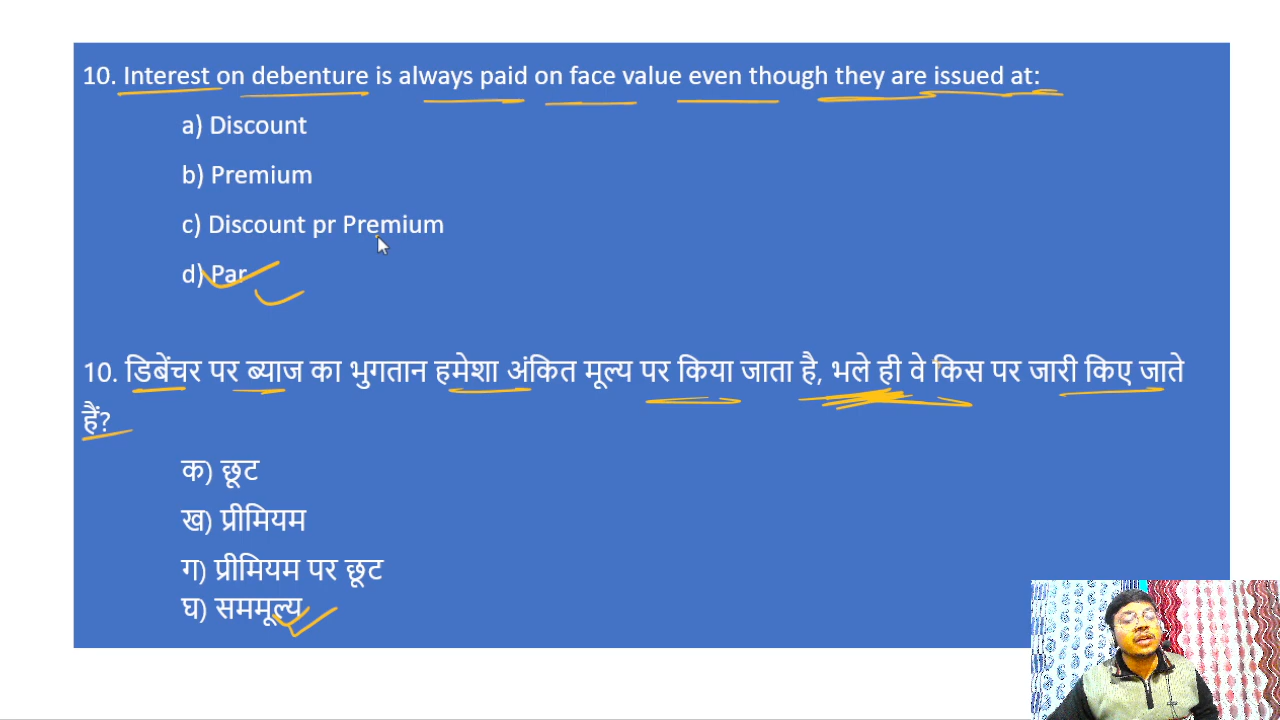 10. Interest on debenture is always paid on face value even though they are issued at:
a) Discount
b) Premium
c) Discount pr Premium
d) Par
10. डिबेंचर पर ब्याज का भुगतान हमेशा अंकित मूल्य पर किया जाता है, भले ही वे किस पर जारी किए जाते
हैं?
क) छूट
ख) प्रीमियम
ग) प्रीमियम पर छूट
घ) सममूल्य